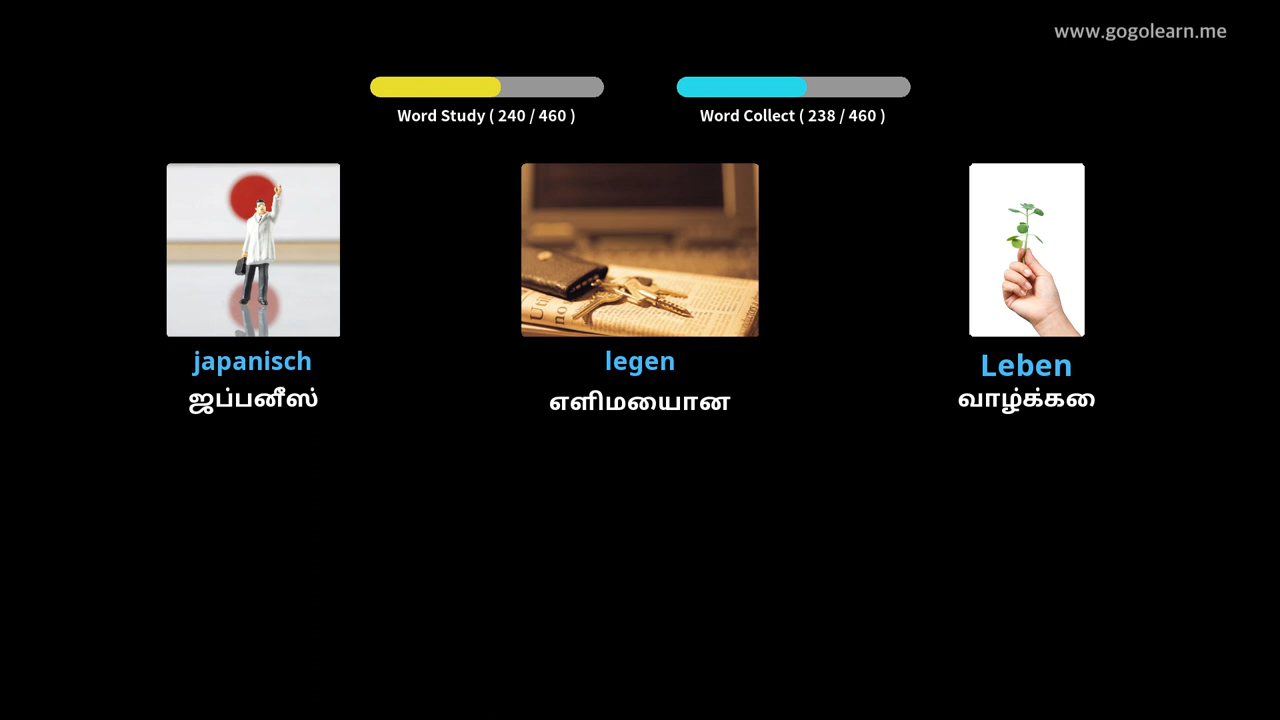 www.gogolearn.me
Word Study ( 240 / 460 )
Word Collect ( 238 / 460 )
japanisch
legen
Leben
ஜப்பனீஸ்
எளிமையான
வாழ்க்கை